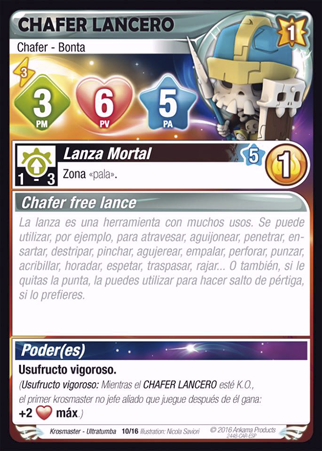 CHAFER LANCERO
1
Chafer - Bonta
3
3
PM
6
PV
5
PA
1 - 3
Lanza Mortal
5
1
Zona «pala».
Chafer free lance
La lanza es una herramienta con muchos usos. Se puede
utilizar, por ejemplo, para atravesar, aguijonear, penetrar, en-
sartar, destripar, pinchar, agujerear, empalar, perforar, punzar,
acribillar, horadar, espetar, traspasar, rajar... O también, si le
quitas la punta, la puedes utilizar para hacer salto de pértiga,
si lo prefieres.
Poder(es)
Usufructo vigoroso.
(Usufructo vigoroso: Mientras el CHAFER LANCERO esté K.O.,
el primer krosmaster no jefe aliado que juegue después de él gana:
+2 máx.)
Krosmaster - Ultratumba 10/16 Illustration: Nicola Saviori
© 2016 Ankama Products